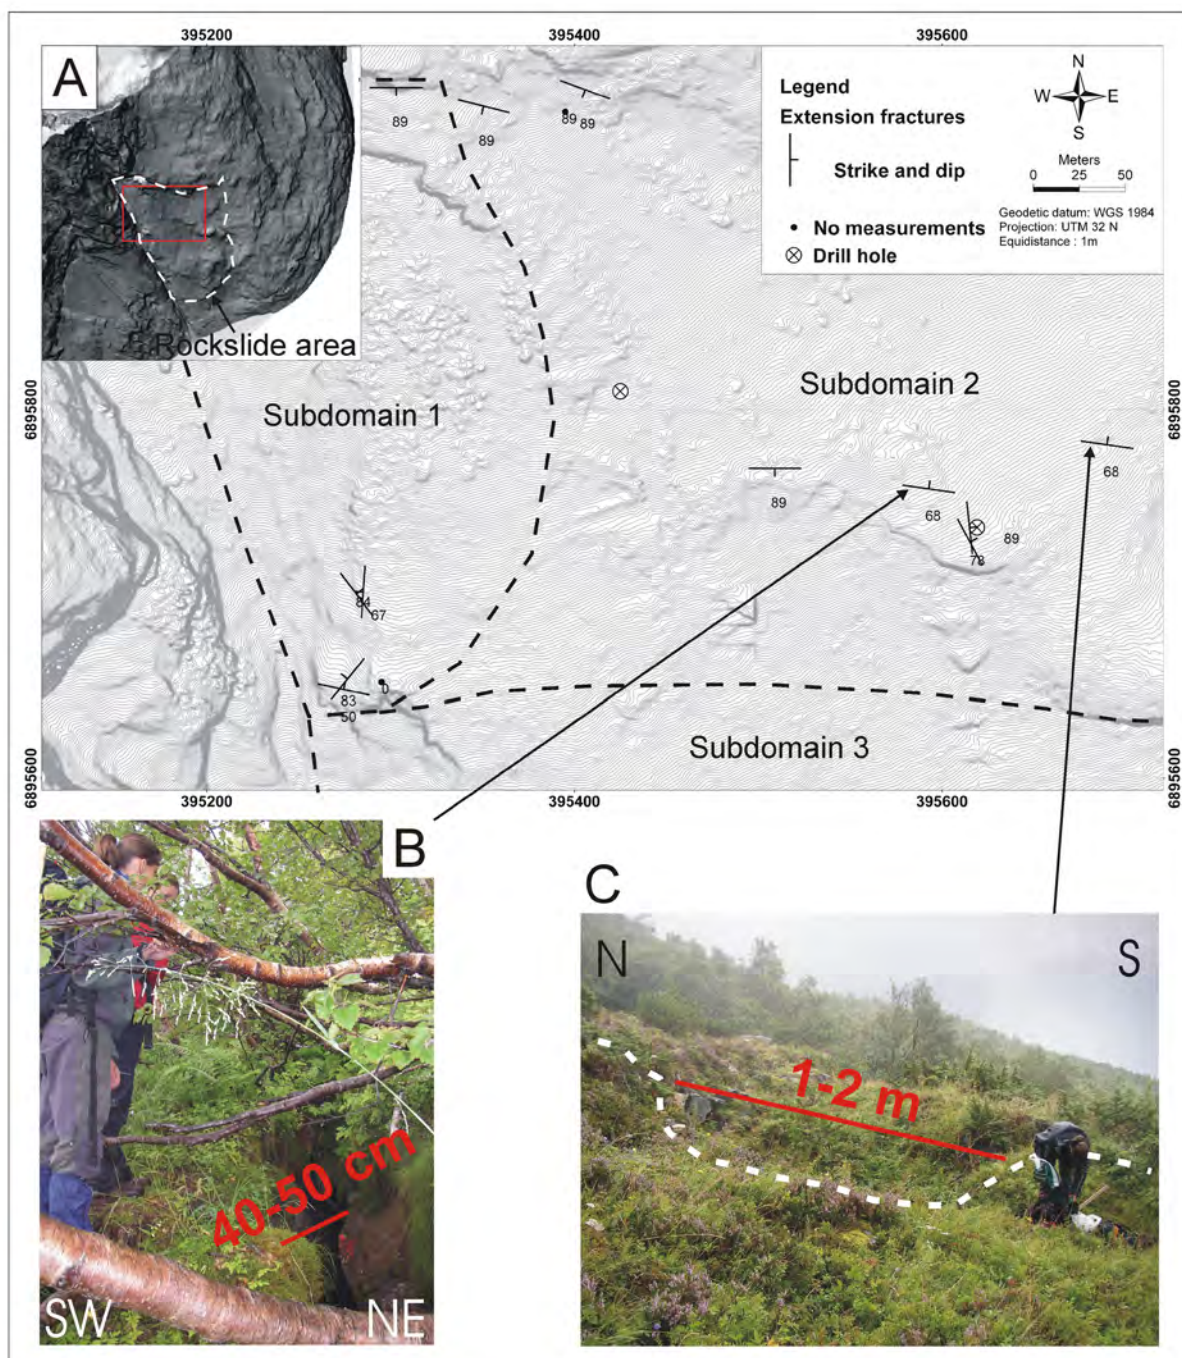 395200
395400
395600
A
Rockslide area
Legend
Extension fractures
Strike and dip
No measurements
Drill hole
N
W E
S
Meters
0 25 50
Geodetic datum: WGS 1984
Projection: UTM 32 N
Equidistance : 1m
89
89
89
89
6895800
6895800
Subdomain 1
Subdomain 2
68
89
68
89
78
84
67
0
83
50
Subdomain 3
6895600
6895600
395200
395400
395600
B
40-50 cm
SW
NE
C
N
S
1-2 m